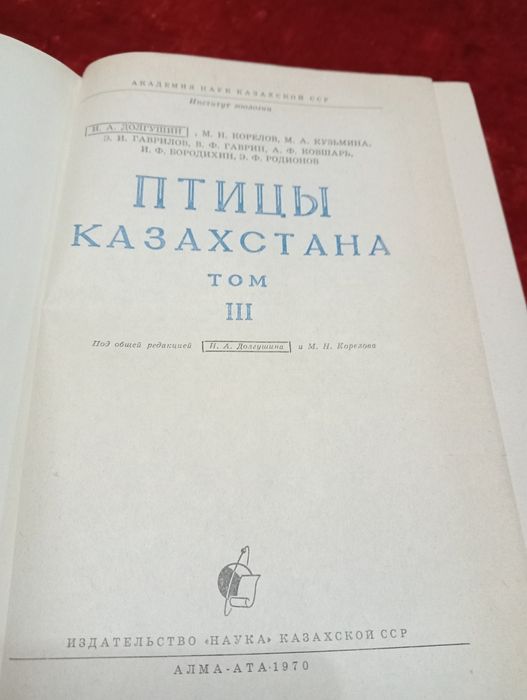 АКАДЕМИЯ НАУК КАЗАХСКОЙ ССР
Институт зоологии
И. А. ДОЛГУШИН, М. Н. КОРЕЛОВ, М. А. КУЗЬМИНА,
Э. И. ГАВРИЛОВ, В. Ф. ГАВРИН, А. Ф. КОВШАРЬ,
И. Ф. БОРОДИХИН, Э. Ф. РОДИОНОВ
ПТИЦЫ
КАЗАХСТАНА
ТОМ
III
Под общей редакцией И. А. Долгушина и М. Н. Корелова
ИЗДАТЕЛЬСТВО «НАУКА» КАЗАХСКОЙ ССР
АЛМА-АТА·1970